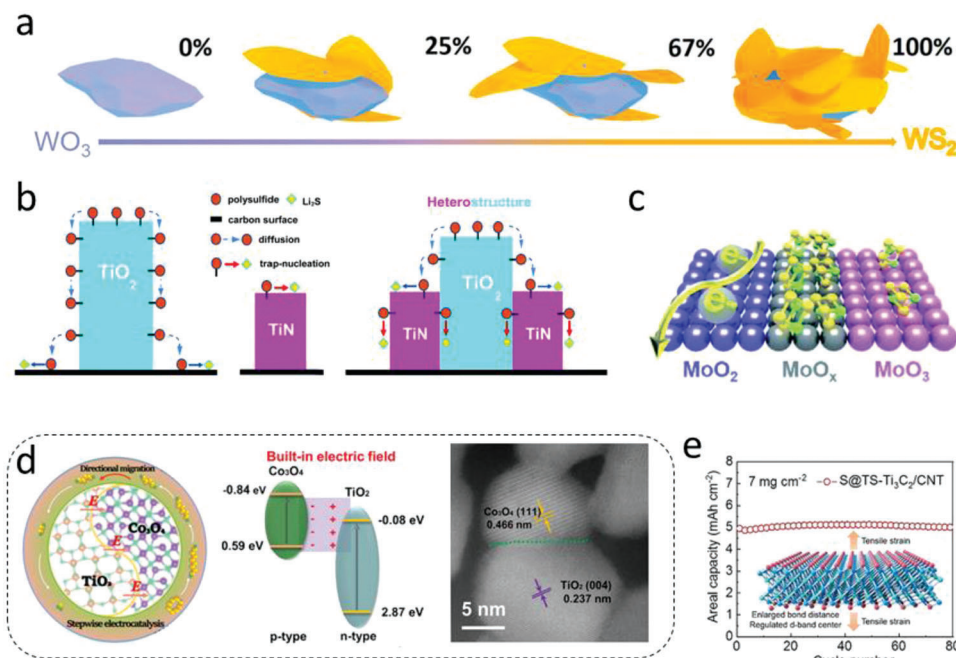 a
0%
25%
67%
100%
WO₃
WS₂
b
polysulfide
Li₂S
carbon surface
diffusion
trap-nucleation
TiO₂
TiN
Heterostructure
TiN
TiO₂
TiN
c
e⁻
e⁻
MoO₂
MoOₓ
MoO₃
d
Directional migration
E
Co₃O₄
E
TiO₂
E
Stepwise electrocatalysis
Built-in electric field
Co₃O₄
TiO₂
-0.84 eV
-0.08 eV
0.59 eV
2.87 eV
- +
- +
- +
- +
p-type
n-type
Co₃O₄ (111)
0.466 nm
TiO₂ (004)
0.237 nm
5 nm
e
Areal capacity (mAh cm⁻²)
8
7
6
5
4
3
2
1
7 mg cm⁻²
S@TS-Ti₃C₂/CNT
Tensile strain
Enlarged bond distance
Regulated d-band center
Tensile strain
0
20
40
60
80